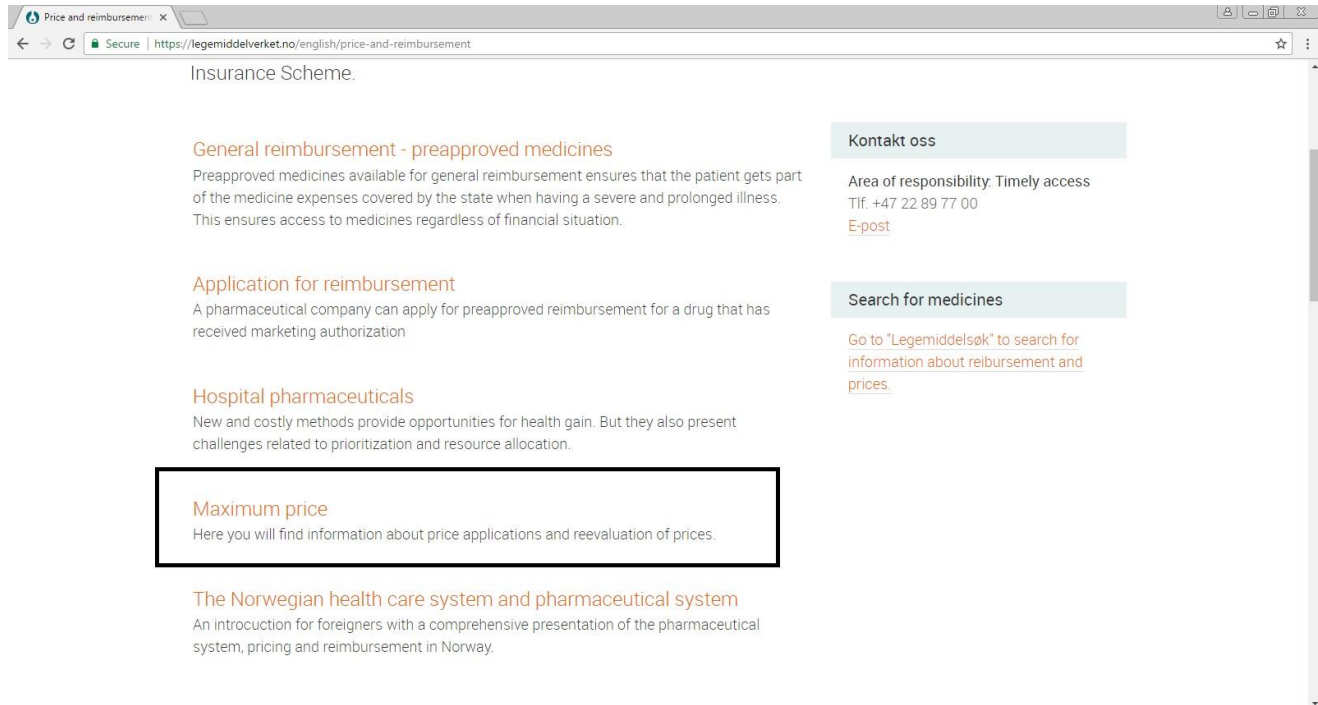 Price and reimbursemen
Secure
https://legemiddelverket.no/english/price-and-reimbursement
Insurance Scheme.
General reimbursement - preapproved medicines
Preapproved medicines available for general reimbursement ensures that the patient gets part
of the medicine expenses covered by the state when having a severe and prolonged illness.
This ensures access to medicines regardless of financial situation.
Application for reimbursement
A pharmaceutical company can apply for preapproved reimbursement for a drug that has
received marketing authorization
Hospital pharmaceuticals
New and costly methods provide opportunities for health gain. But they also present
challenges related to prioritization and resource allocation.
Maximum price
Here you will find information about price applications and reevaluation of prices.
The Norwegian health care system and pharmaceutical system
An introcuction for foreigners with a comprehensive presentation of the pharmaceutical
system, pricing and reimbursement in Norway.
Kontakt oss
Area of responsibility: Timely access
Tlf. +47 22 89 77 00
E-post
Search for medicines
Go to "Legemiddelsøk" to search for
information about reibursement and
prices.